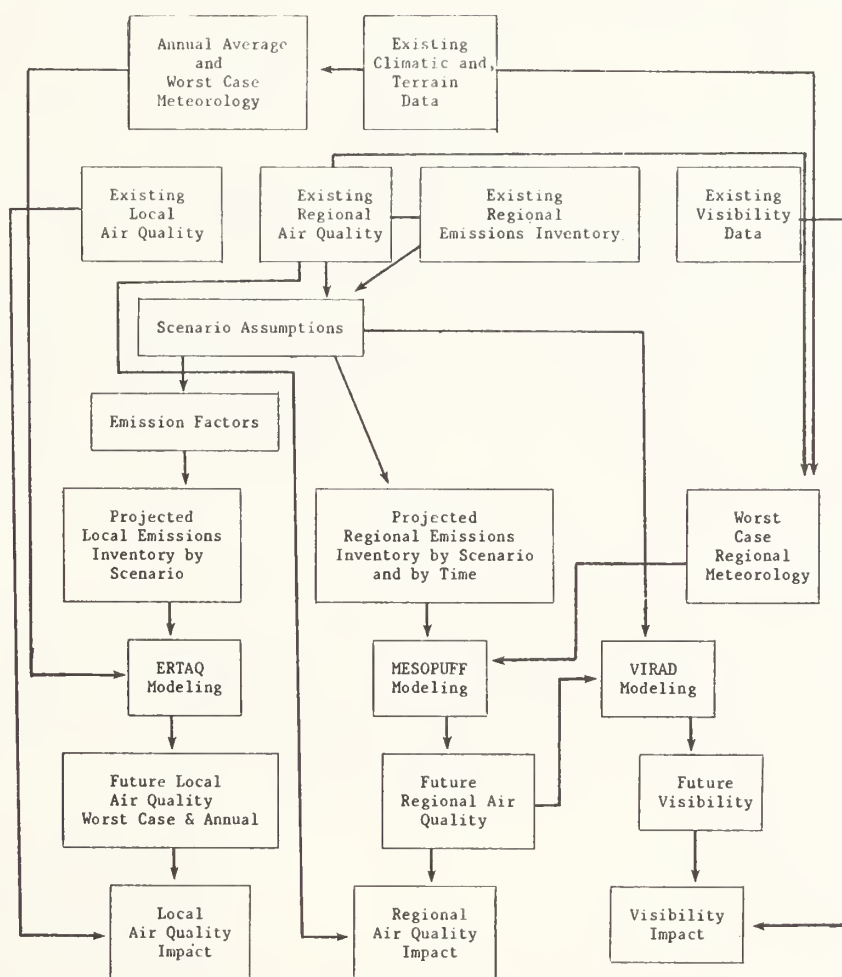 Annual Average
and
Worst Case
Meteorology
Existing
Climatic and,
Terrain
Data
Existing
Local
Air Quality
Existing
Regional
Air Quality
Existing
Regional
Emissions Inventory
Existing
Visibility
Data
Scenario Assumptions
Emission Factors
Projected
Local Emissions
Inventory by
Scenario
Projected
Regional Emissions
Inventory by Scenario
and by Time
Worst
Case
Regional
Meteorology
ERTAQ
Modeling
MESOPUFF
Modeling
VIRAD
Modeling
Future Local
Air Quality
Worst Case & Annual
Future
Regional Air
Quality
Future
Visibility
Local
Air Quality
Impact
Regional
Air Quality
Impact
Visibility
Impact